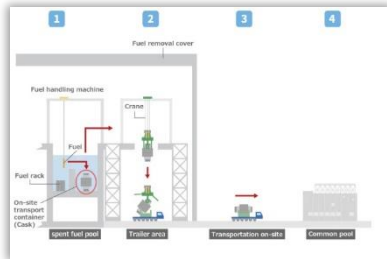 1
2
3
4
Fuel removal cover
Fuel handling machine
Crane
Fuel
Fuel rack
On-site
transport
container
(Cask)
spent fuel pool
Trailer area
Transportation on-site
Common pool